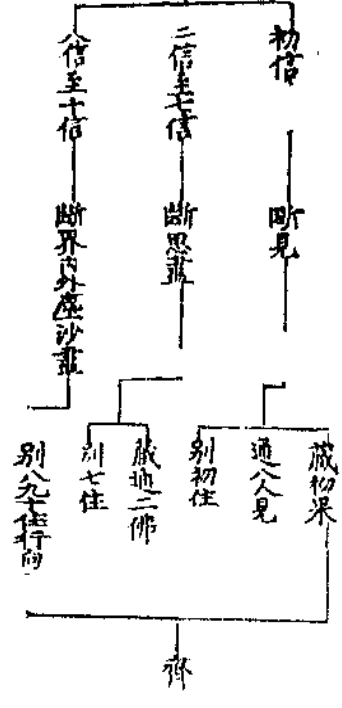 初信
斷見
藏初果
通八人見
別初住
二信至七信
斷思盡
藏通二佛
別七住
八信至十信
斷界內外塵沙盡
別八九十住行向
齊